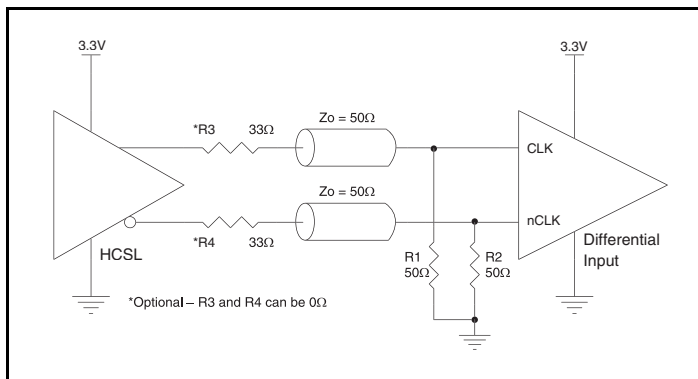 3.3V
3.3V
*R3 33Ω
Zo = 50Ω
CLK
Zo = 50Ω
nCLK
*R4 33Ω
HCSL
R1
50Ω
R2
50Ω
Differential
Input
*Optional – R3 and R4 can be 0Ω